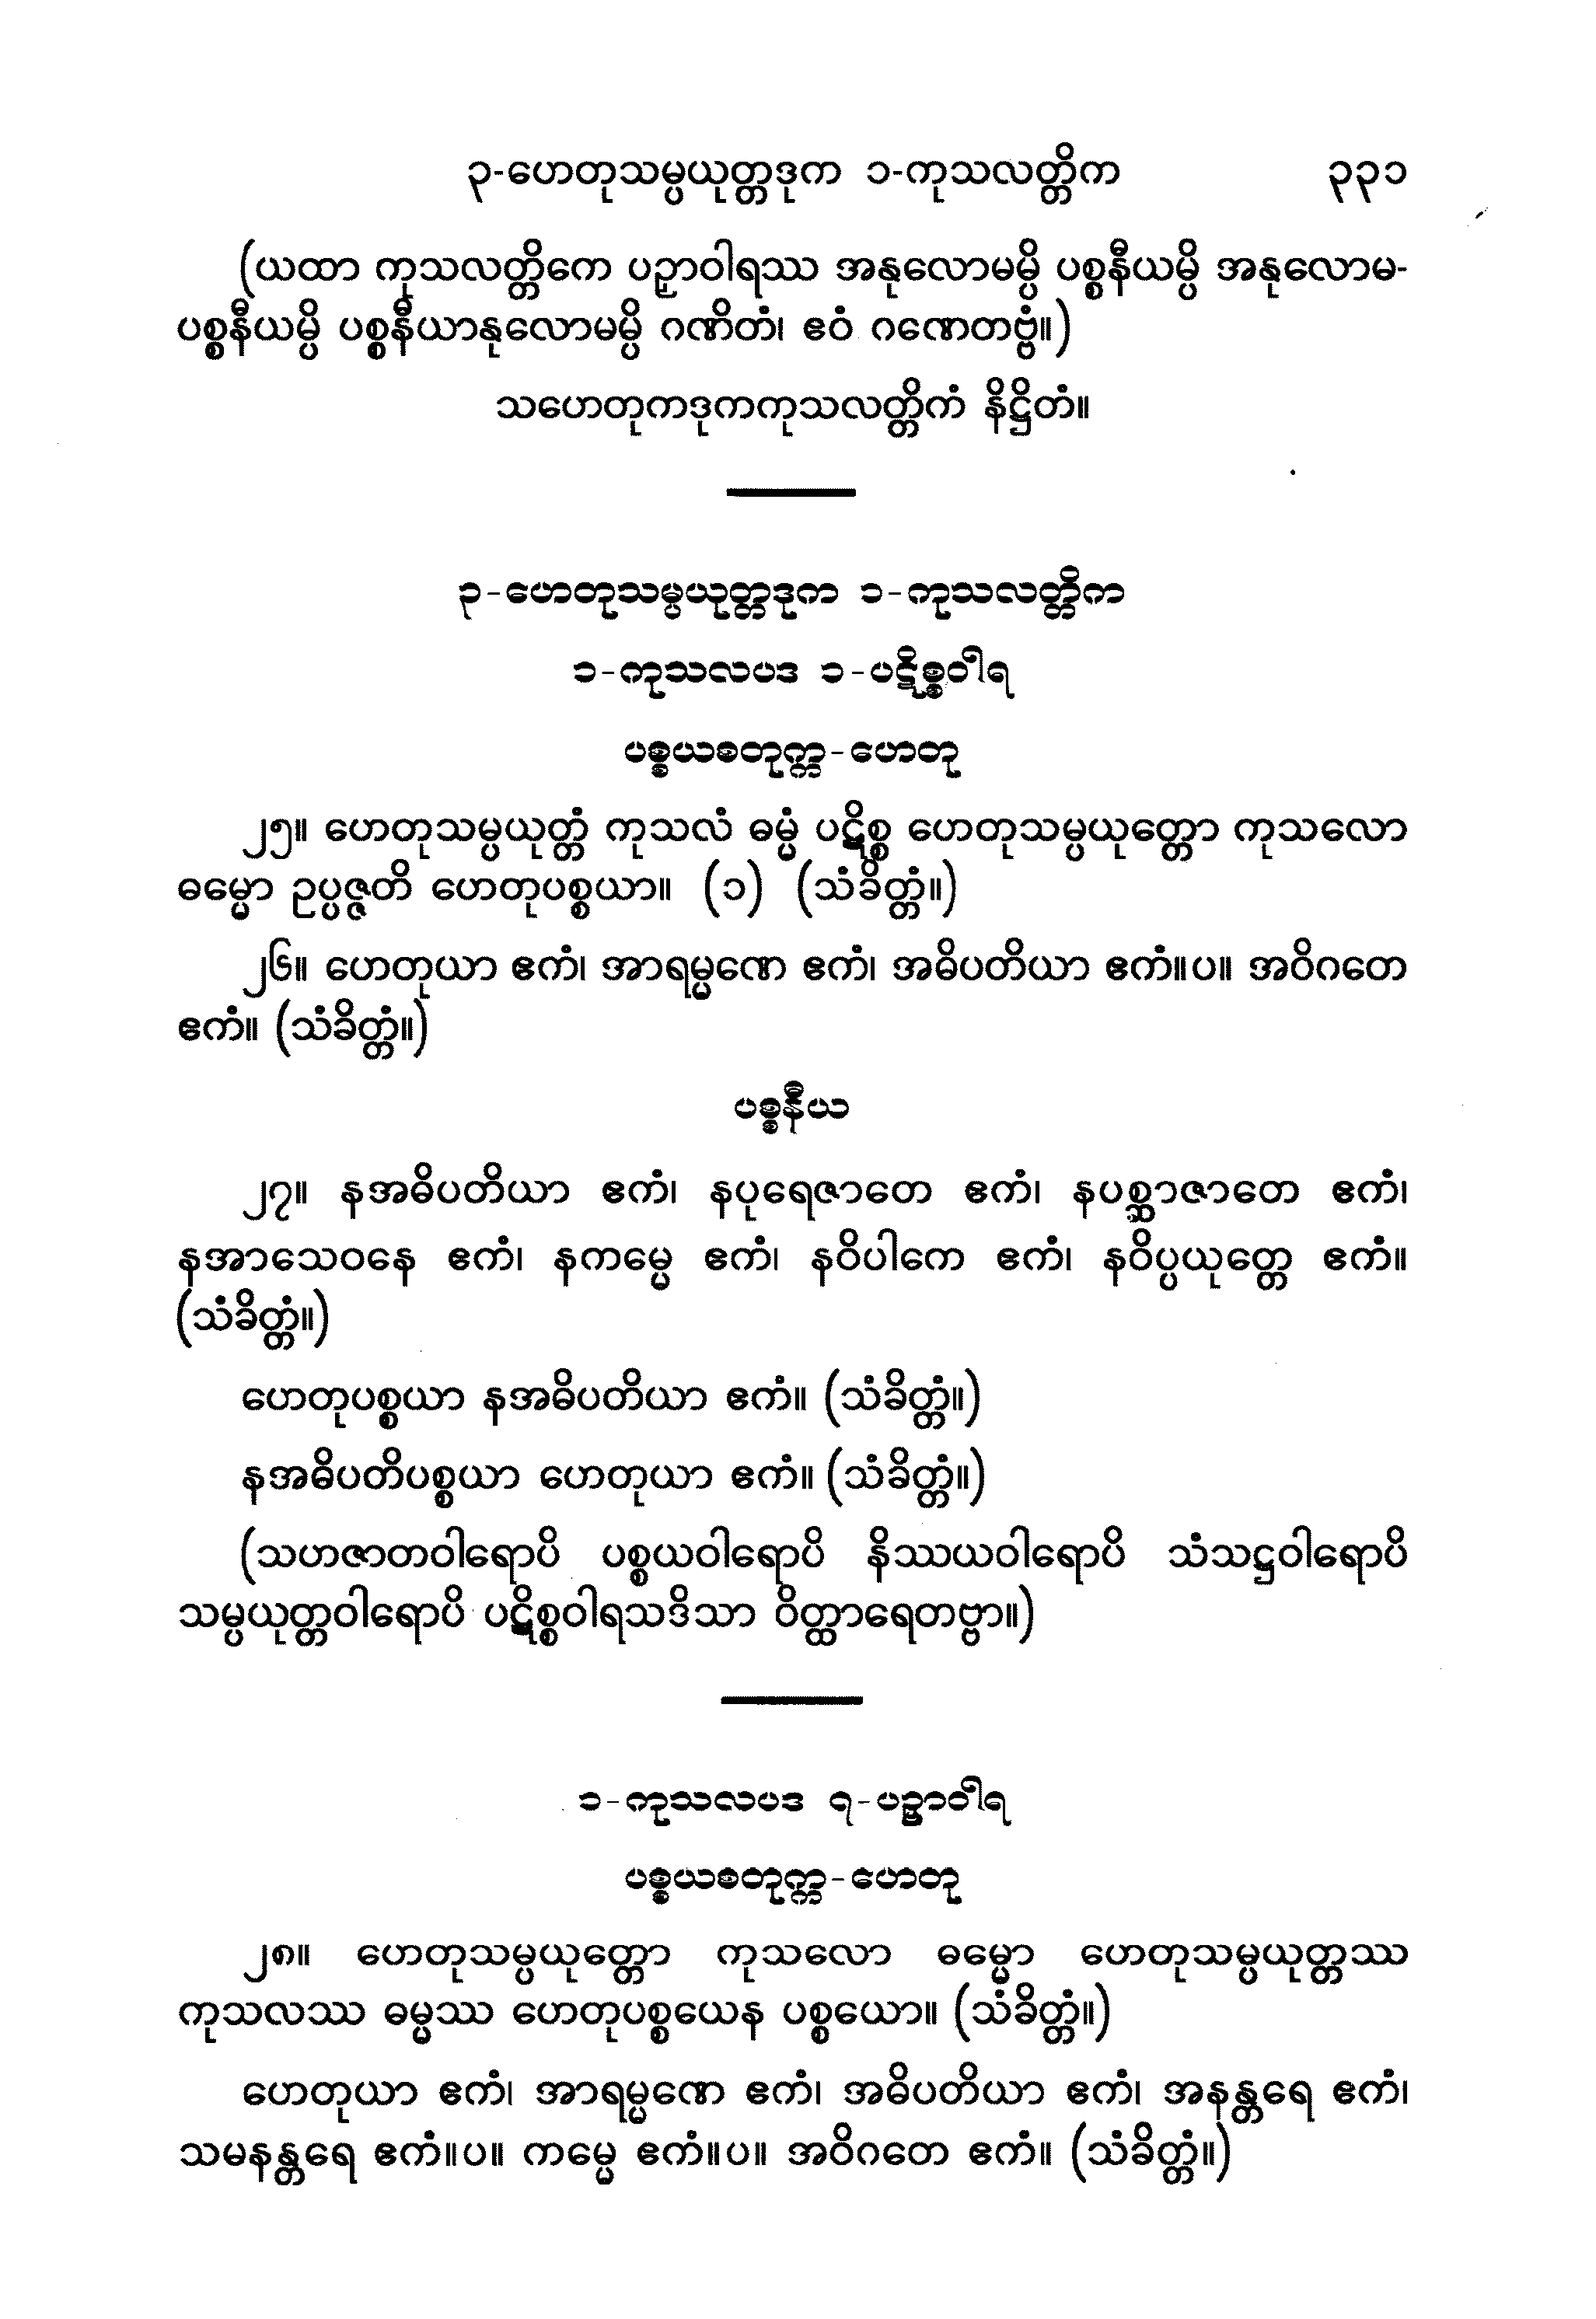 ၃-ဟေတုသမ္ပယုတ္တဒုက ၁-ကုသလတ္တိက ၃၃၁
(ယထာ ကုသလတ္တိကေ ပဉှာဝါရဿ အနုလောမမ္ပိ ပစ္စနီယမ္ပိ အနုလောမ-
ပစ္စနီယမ္ပိ ပစ္စနီယာနုလောမမ္ပိ ဂဏိတံ၊ ဧဝံ ဂဏေတဗ္ဗံ။)
သဟေတုကဒုကကုသလတ္တိကံ နိဋ္ဌိတံ။
၃-ဟေတုသမ္ပယုတ္တဒုက ၁-ကုသလတ္တိက
၁-ကုသလပဒ ၁-ပဋိစ္စဝါရ
ပစ္စယစတုက္က-ဟေတု
၂၅။ ဟေတုသမ္ပယုတ္တံ ကုသလံ ဓမ္မံ ပဋိစ္စ ဟေတုသမ္ပယုတ္တော ကုသလော
ဓမ္မော ဥပ္ပဇ္ဇတိ ဟေတုပစ္စယာ။ (၁) (သံခိတ္တံ။)
၂၆။ ဟေတုယာ ဧကံ၊ အာရမ္မဏေ ဧကံ၊ အဓိပတိယာ ဧကံ။ပ။ အဝိဂတေ
ဧကံ။ (သံခိတ္တံ။)
ပစ္စနီယ
၂၇။ နအဓိပတိယာ ဧကံ၊ နပုရေဇာတေ ဧကံ၊ နပစ္ဆာဇာတေ ဧကံ၊
နအာသေဝနေ ဧကံ၊ နကမ္မေ ဧကံ၊ နဝိပါကေ ဧကံ၊ နဝိပ္ပယုတ္တေ ဧကံ။
(သံခိတ္တံ။)
ဟေတုပစ္စယာ နအဓိပတိယာ ဧကံ။ (သံခိတ္တံ။)
နအဓိပတိပစ္စယာ ဟေတုယာ ဧကံ။ (သံခိတ္တံ။)
(သဟဇာတဝါရောပိ ပစ္စယဝါရောပိ နိဿယဝါရောပိ သံသဋ္ဌဝါရောပိ
သမ္ပယုတ္တဝါရောပိ ပဋိစ္စဝါရသဒိသာ ဝိတ္ထာရေတဗ္ဗာ။)
၁-ကုသလပဒ ၇-ပဉှာဝါရ
ပစ္စယစတုက္က-ဟေတု
၂၈။ ဟေတုသမ္ပယုတ္တော ကုသလော ဓမ္မော ဟေတုသမ္ပယုတ္တဿ
ကုသလဿ ဓမ္မဿ ဟေတုပစ္စယေန ပစ္စယော။ (သံခိတ္တံ။)
ဟေတုယာ ဧကံ၊ အာရမ္မဏေ ဧကံ၊ အဓိပတိယာ ဧကံ၊ အနန္တရေ ဧကံ၊
သမနန္တရေ ဧကံ။ပ။ ကမ္မေ ဧကံ။ပ။ အဝိဂတေ ဧကံ။ (သံခိတ္တံ။)